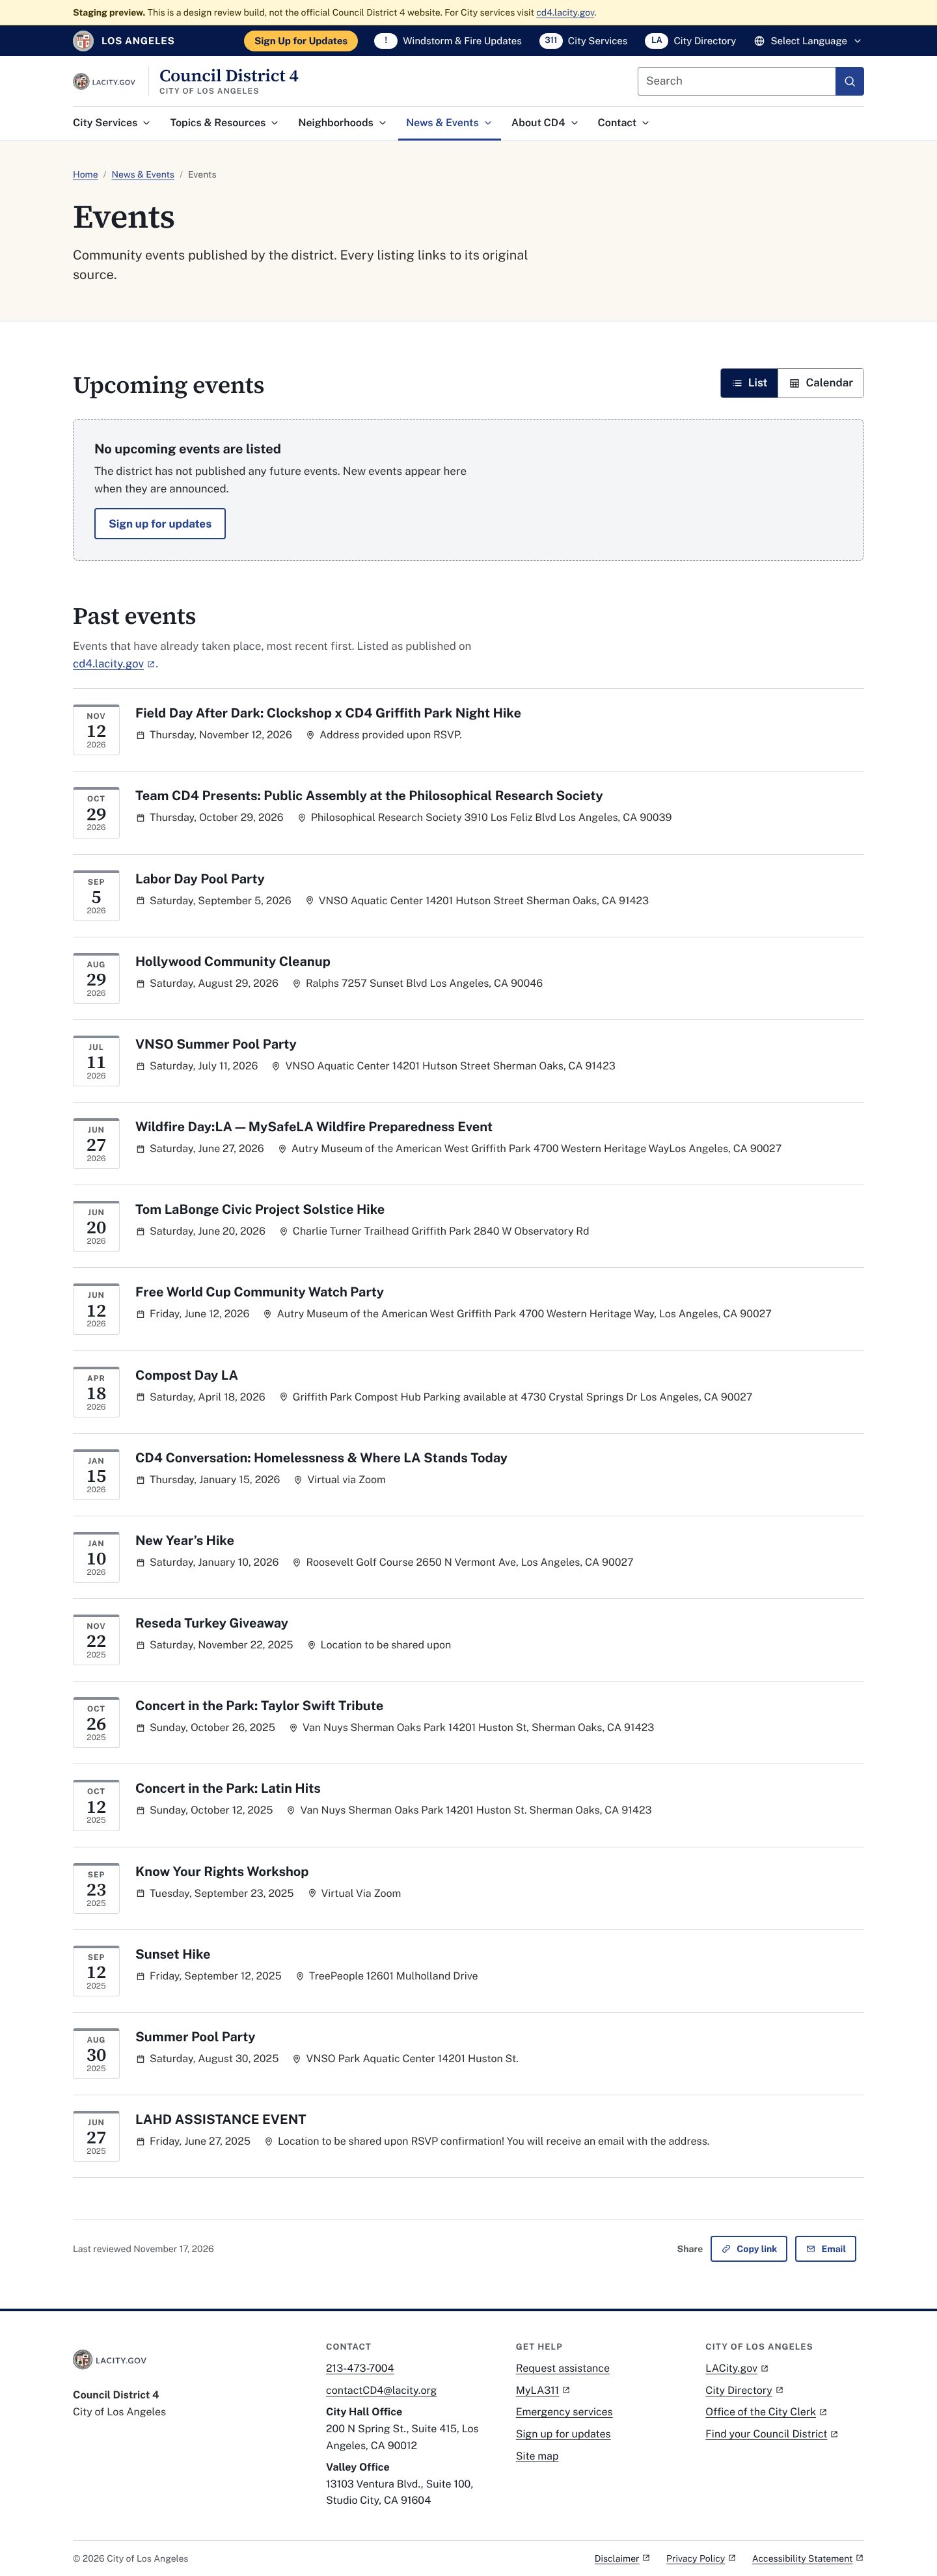 Staging preview. This is a design review build, not the official Council District 4 website. For City services visit cd4.lacity.gov.
LOS ANGELES
Sign Up for Updates
! Windstorm & Fire Updates
311 City Services
LA City Directory
Select Language
LACITY.GOV
Council District 4
CITY OF LOS ANGELES
Search
City Services
Topics & Resources
Neighborhoods
News & Events
About CD4
Contact
Home / News & Events / Events
Events
Community events published by the district. Every listing links to its original
source.
Upcoming events
List
Calendar
No upcoming events are listed
The district has not published any future events. New events appear here
when they are announced.
Sign up for updates
Past events
Events that have already taken place, most recent first. Listed as published on
cd4.lacity.gov.
NOV
12
2026
Field Day After Dark: Clockshop x CD4 Griffith Park Night Hike
Thursday, November 12, 2026 Address provided upon RSVP.
OCT
29
2026
Team CD4 Presents: Public Assembly at the Philosophical Research Society
Thursday, October 29, 2026 Philosophical Research Society 3910 Los Feliz Blvd Los Angeles, CA 90039
SEP
5
2026
Labor Day Pool Party
Saturday, September 5, 2026 VNSO Aquatic Center 14201 Hutson Street Sherman Oaks, CA 91423
AUG
29
2026
Hollywood Community Cleanup
Saturday, August 29, 2026 Ralphs 7257 Sunset Blvd Los Angeles, CA 90046
JUL
11
2026
VNSO Summer Pool Party
Saturday, July 11, 2026 VNSO Aquatic Center 14201 Hutson Street Sherman Oaks, CA 91423
JUN
27
2026
Wildfire Day:LA — MySafeLA Wildfire Preparedness Event
Saturday, June 27, 2026 Autry Museum of the American West Griffith Park 4700 Western Heritage WayLos Angeles, CA 90027
JUN
20
2026
Tom LaBonge Civic Project Solstice Hike
Saturday, June 20, 2026 Charlie Turner Trailhead Griffith Park 2840 W Observatory Rd
JUN
12
2026
Free World Cup Community Watch Party
Friday, June 12, 2026 Autry Museum of the American West Griffith Park 4700 Western Heritage Way, Los Angeles, CA 90027
APR
18
2026
Compost Day LA
Saturday, April 18, 2026 Griffith Park Compost Hub Parking available at 4730 Crystal Springs Dr Los Angeles, CA 90027
JAN
15
2026
CD4 Conversation: Homelessness & Where LA Stands Today
Thursday, January 15, 2026 Virtual via Zoom
JAN
10
2026
New Year’s Hike
Saturday, January 10, 2026 Roosevelt Golf Course 2650 N Vermont Ave, Los Angeles, CA 90027
NOV
22
2025
Reseda Turkey Giveaway
Saturday, November 22, 2025 Location to be shared upon
OCT
26
2025
Concert in the Park: Taylor Swift Tribute
Sunday, October 26, 2025 Van Nuys Sherman Oaks Park 14201 Huston St, Sherman Oaks, CA 91423
OCT
12
2025
Concert in the Park: Latin Hits
Sunday, October 12, 2025 Van Nuys Sherman Oaks Park 14201 Huston St. Sherman Oaks, CA 91423
SEP
23
2025
Know Your Rights Workshop
Tuesday, September 23, 2025 Virtual Via Zoom
SEP
12
2025
Sunset Hike
Friday, September 12, 2025 TreePeople 12601 Mulholland Drive
AUG
30
2025
Summer Pool Party
Saturday, August 30, 2025 VNSO Park Aquatic Center 14201 Huston St.
JUN
27
2025
LAHD ASSISTANCE EVENT
Friday, June 27, 2025 Location to be shared upon RSVP confirmation! You will receive an email with the address.
Last reviewed November 17, 2026
Share
Copy link
Email
LACITY.GOV
Council District 4
City of Los Angeles
CONTACT
213-473-7004
contactCD4@lacity.org
City Hall Office
200 N Spring St., Suite 415, Los
Angeles, CA 90012
Valley Office
13103 Ventura Blvd., Suite 100,
Studio City, CA 91604
GET HELP
Request assistance
MyLA311
Emergency services
Sign up for updates
Site map
CITY OF LOS ANGELES
LACity.gov
City Directory
Office of the City Clerk
Find your Council District
© 2026 City of Los Angeles
Disclaimer
Privacy Policy
Accessibility Statement